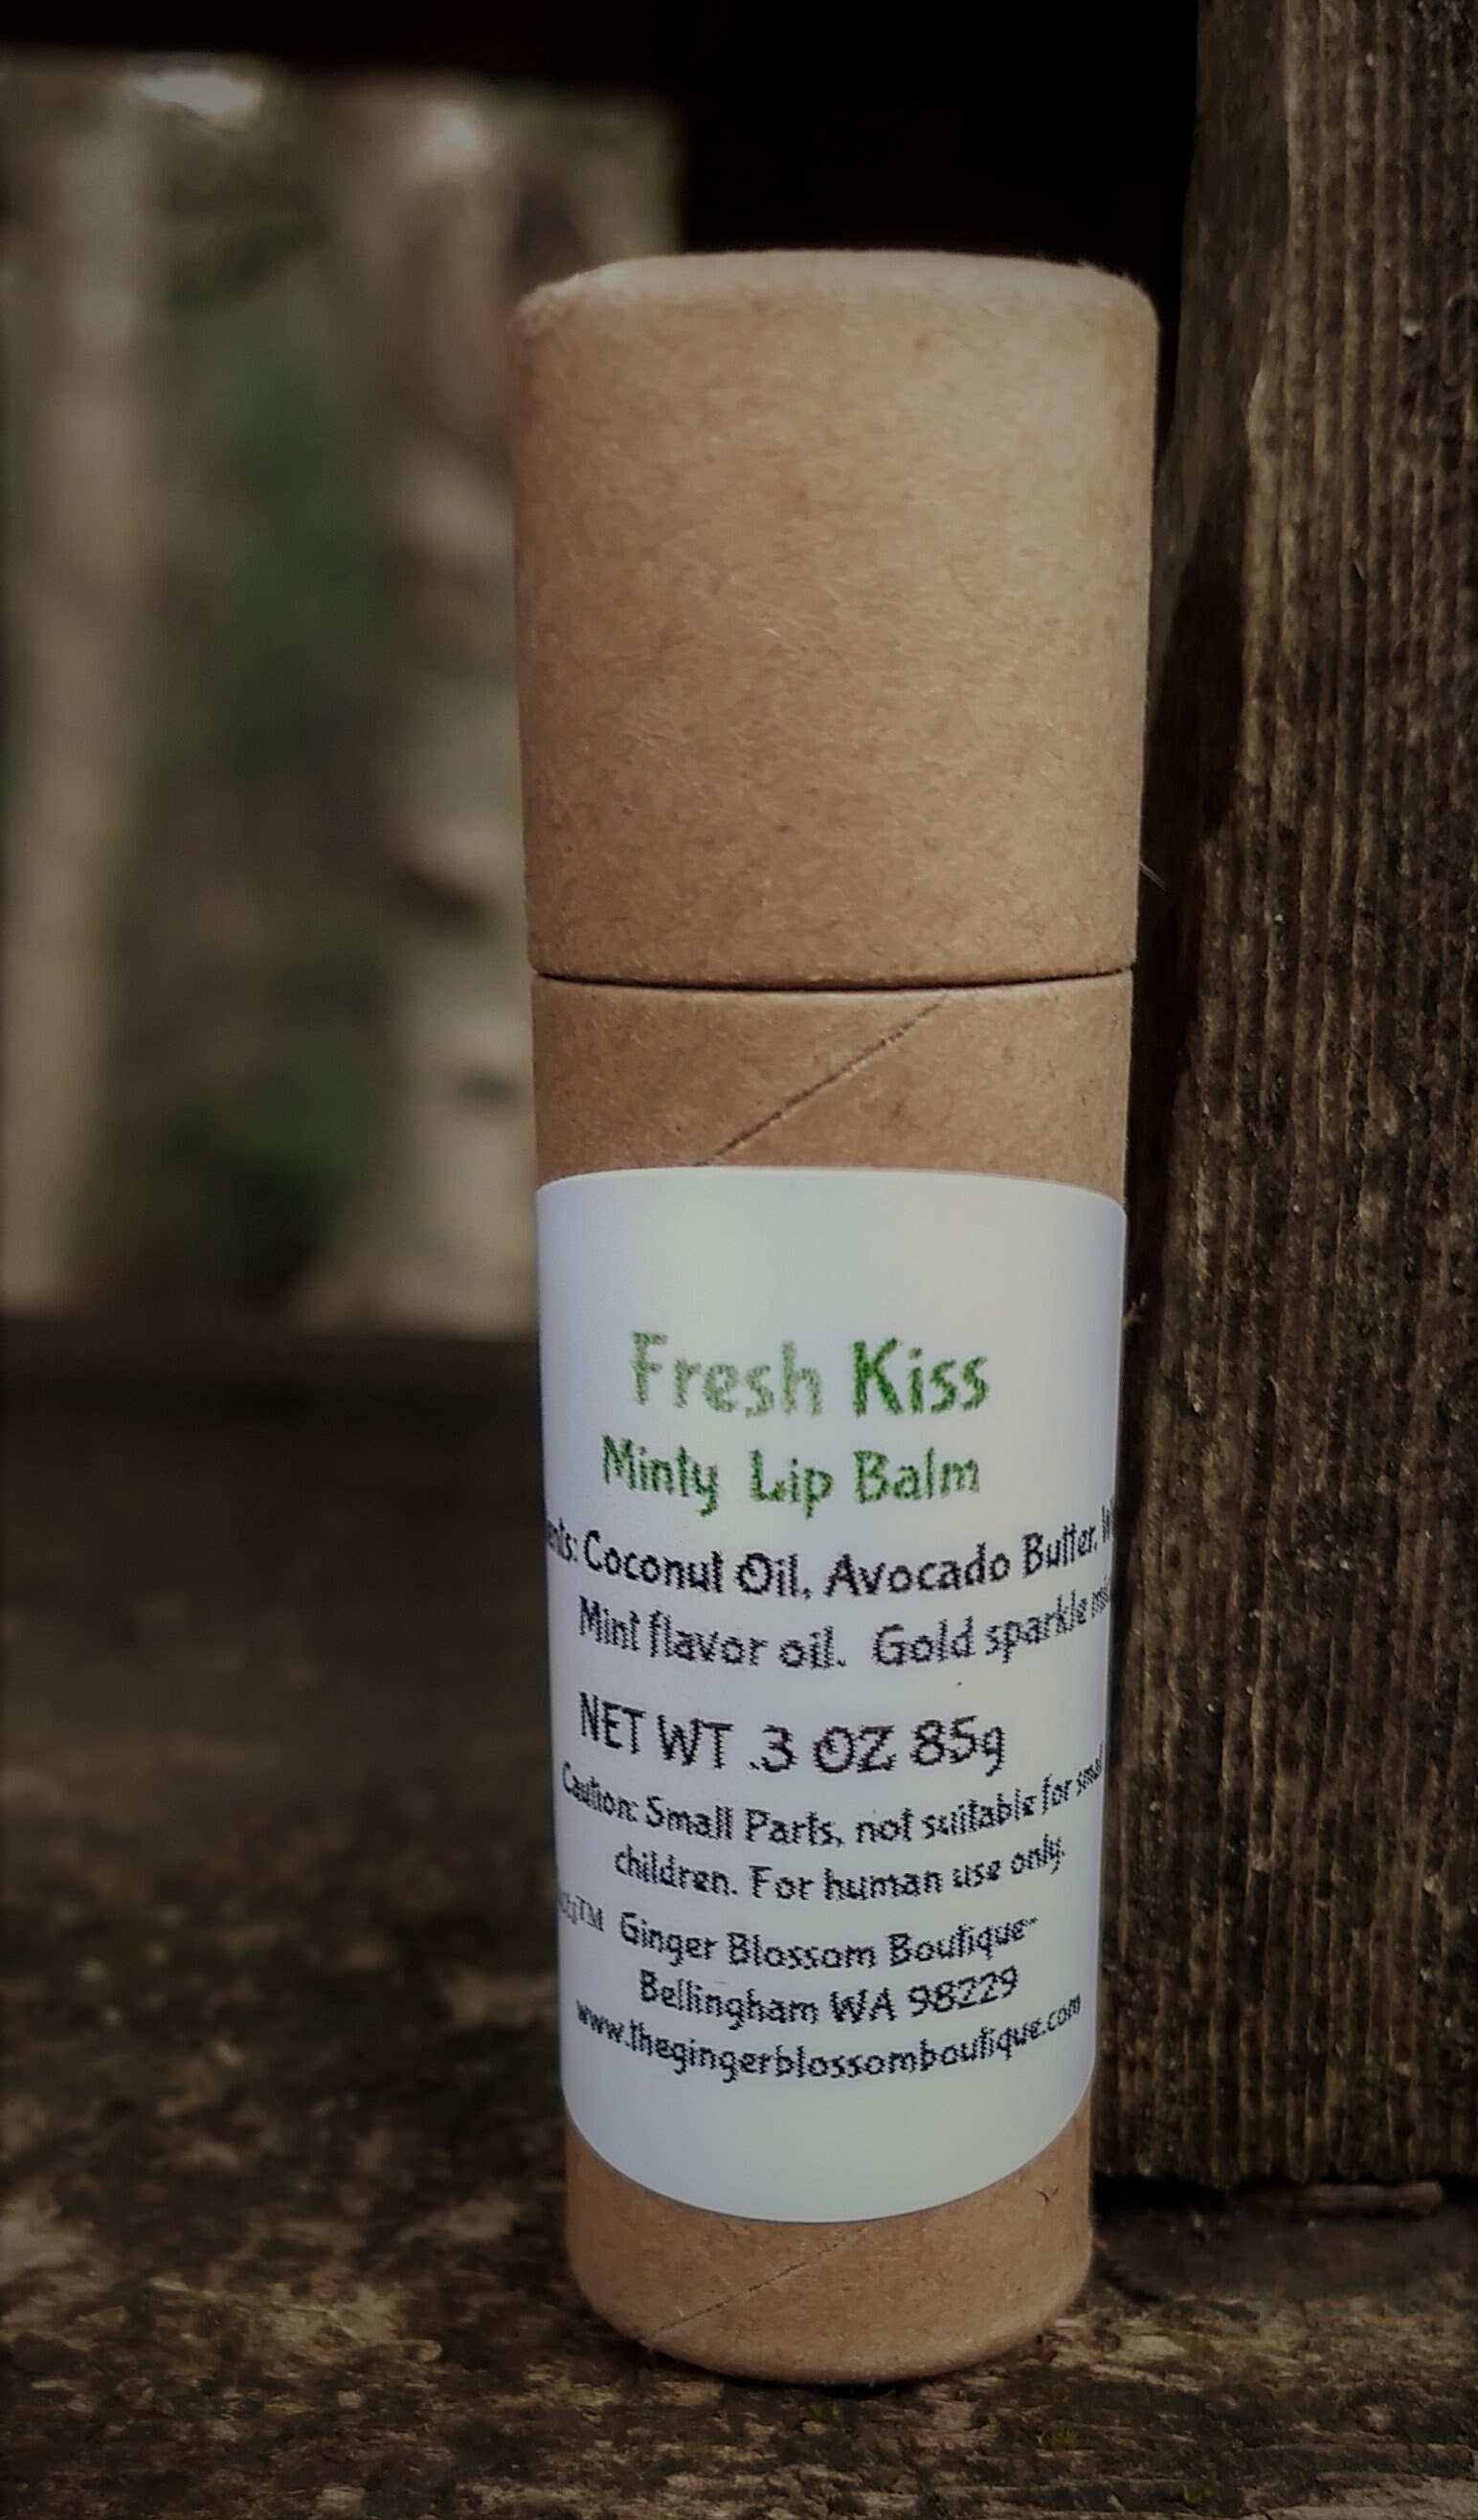 Fresh Kiss
Minty Lip Balm
Coconut Oil, Avocado Butter,
Mint flavor oil. Gold sparkle
NET WT .3 OZ 85g
Caution: Small Parts, not suitable for small
children. For human use only.
Ginger Blossom Boutique™
Bellingham WA 98229
www.thegingerblossomboutique.com